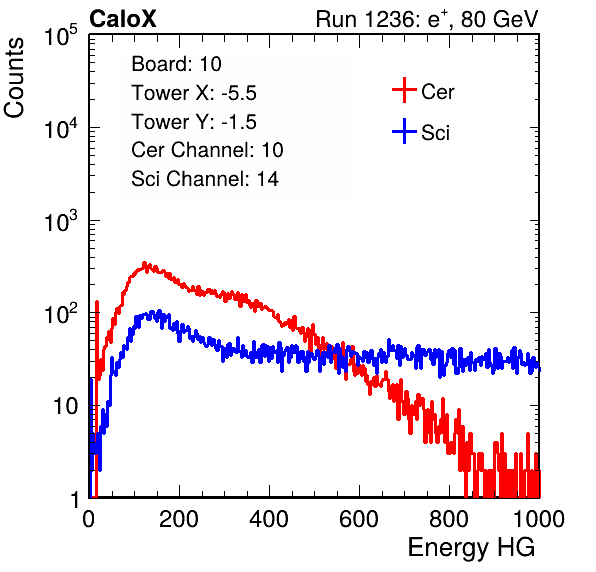 CaloX Run 1236: e⁺, 80 GeV
Counts
10⁵
10⁴
10³
10²
10
1
Board: 10
Tower X: -5.5
Tower Y: -1.5
Cer Channel: 10
Sci Channel: 14
Cer
Sci
0 200 400 600 800 1000
Energy HG